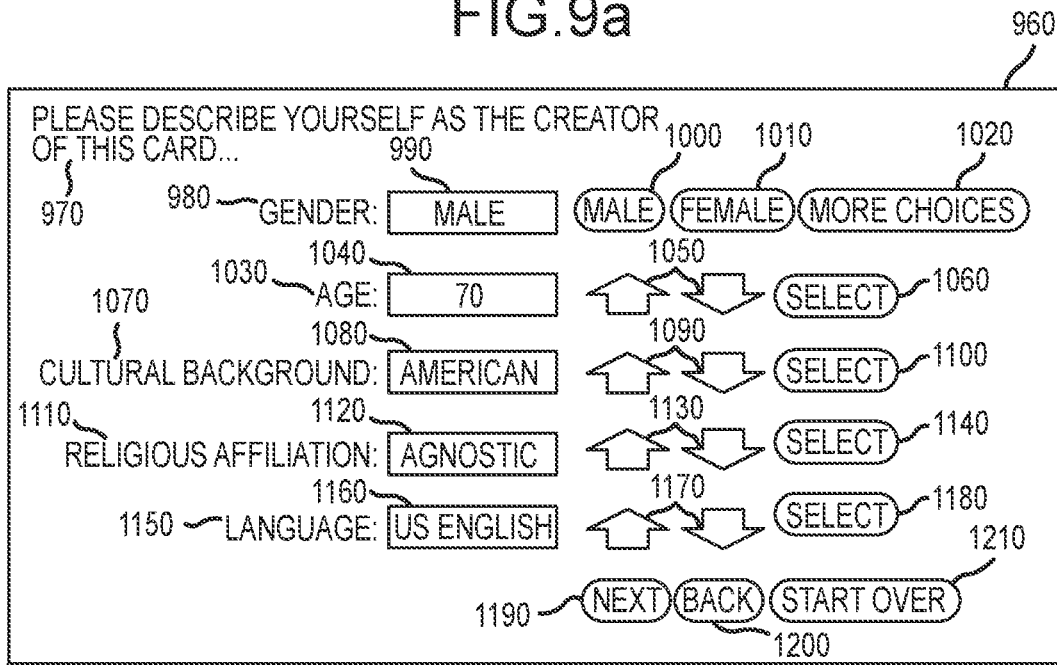 FIG.9a
960
PLEASE DESCRIBE YOURSELF AS THE CREATOR
OF THIS CARD...
970
990
1000
1010
1020
980
GENDER: MALE MALE FEMALE MORE CHOICES
1040
1050
1030
AGE: 70 SELECT
1060
1070
1080
1090
CULTURAL BACKGROUND: AMERICAN SELECT
1100
1110
1120
1130
RELIGIOUS AFFILIATION: AGNOSTIC SELECT
1140
1160
1170
1150
LANGUAGE: US ENGLISH SELECT
1180
1210
1190
NEXT BACK START OVER
1200